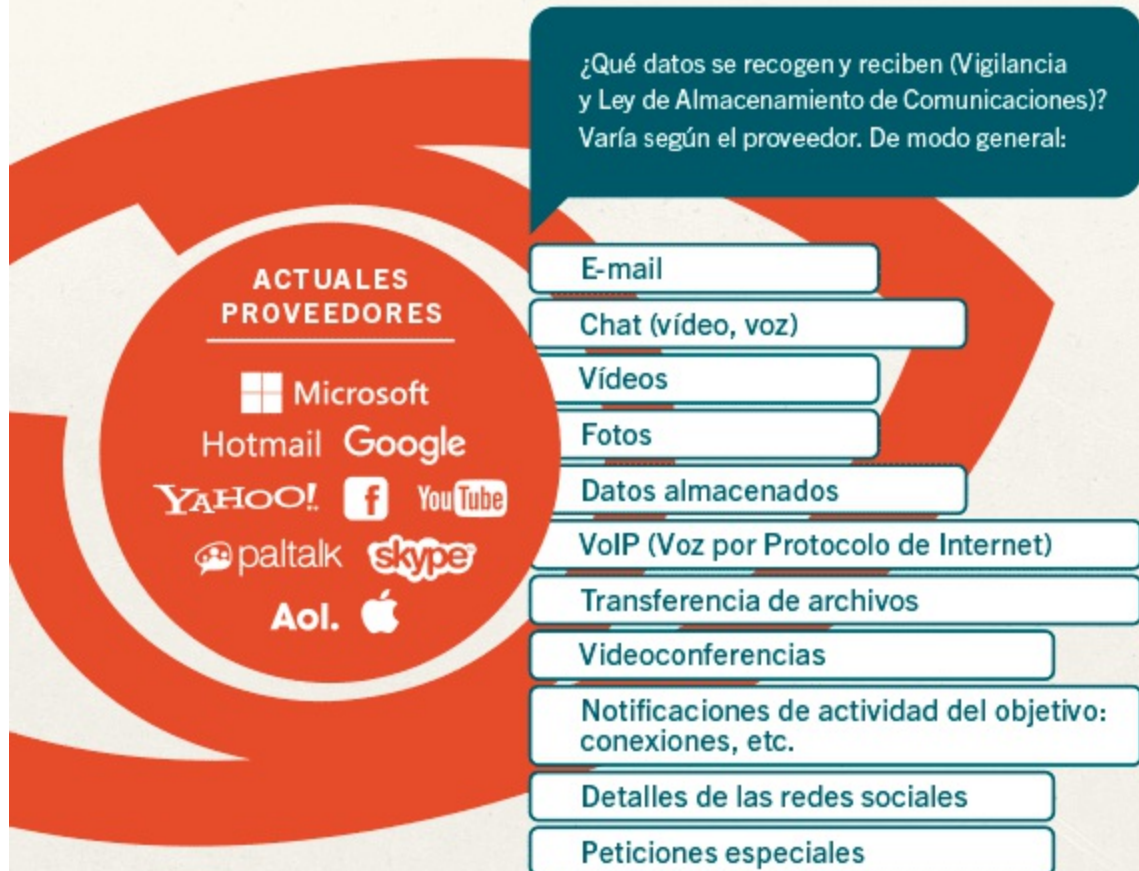 ¿Qué datos se recogen y reciben (Vigilancia
y Ley de Almacenamiento de Comunicaciones)?
Varía según el proveedor. De modo general:
ACTUALES
PROVEEDORES
Microsoft
Hotmail Google
YAHOO! f YouTube
paltalk skype
Aol.
E-mail
Chat (vídeo, voz)
Vídeos
Fotos
Datos almacenados
VoIP (Voz por Protocolo de Internet)
Transferencia de archivos
Videoconferencias
Notificaciones de actividad del objetivo:
conexiones, etc.
Detalles de las redes sociales
Peticiones especiales